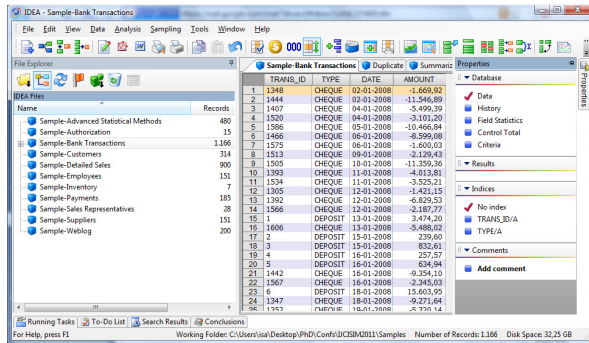 IDEA - Sample-Bank Transactions
File Edit View Data Analysis Sampling Tools Window Help
File Explorer
Sample-Bank Transactions Duplicate Summariz
Properties
IDEA Files
Name Records
Sample-Advanced Statistical Methods 480
Sample-Authorization 15
Sample-Bank Transactions 1.166
Sample-Customers 314
Sample-Detailed Sales 900
Sample-Employees 151
Sample-Inventory 7
Sample-Payments 185
Sample-Sales Representatives 28
Sample-Suppliers 151
Sample-Weblog 200
TRANS_ID TYPE DATE AMOUNT
1 1348 CHEQUE 02-01-2008 -1.669,92
2 1444 CHEQUE 02-01-2008 -11.546,89
3 1407 CHEQUE 04-01-2008 -5.499,39
4 1520 CHEQUE 04-01-2008 -3.101,20
5 1586 CHEQUE 05-01-2008 -10.466,84
6 1466 CHEQUE 06-01-2008 -8.599,08
7 1575 CHEQUE 06-01-2008 -1.600,03
8 1513 CHEQUE 09-01-2008 -2.129,43
9 1505 CHEQUE 10-01-2008 -11.359,36
10 1393 CHEQUE 11-01-2008 -4.013,81
11 1534 CHEQUE 11-01-2008 -3.525,21
12 1305 CHEQUE 12-01-2008 -1.421,15
13 1392 CHEQUE 12-01-2008 -6.829,53
14 1566 CHEQUE 12-01-2008 -2.187,77
15 1 DEPOSIT 13-01-2008 3.474,20
16 1606 CHEQUE 13-01-2008 -5.488,02
17 2 DEPOSIT 15-01-2008 239,60
18 3 DEPOSIT 15-01-2008 832,61
19 4 DEPOSIT 16-01-2008 257,57
20 5 DEPOSIT 16-01-2008 634,94
21 1442 CHEQUE 16-01-2008 -9.354,10
22 1567 CHEQUE 16-01-2008 -2.345,03
23 6 DEPOSIT 18-01-2008 15.603,95
24 1347 CHEQUE 18-01-2008 -9.271,64
25 1352 CHEQUE 19-01-2008 -5.320,14
Database
Data
History
Field Statistics
Control Total
Criteria
Results
Indices
No index
TRANS_ID/A
TYPE/A
Comments
Add comment
Properties
Running Tasks To-Do List Search Results Conclusions
For Help, press F1 Working Folder: C:\Users\isa\Desktop\PhD\Confs\IJCISIM2011\Samples Number of Records: 1.166 Disk Space: 32,25 GB